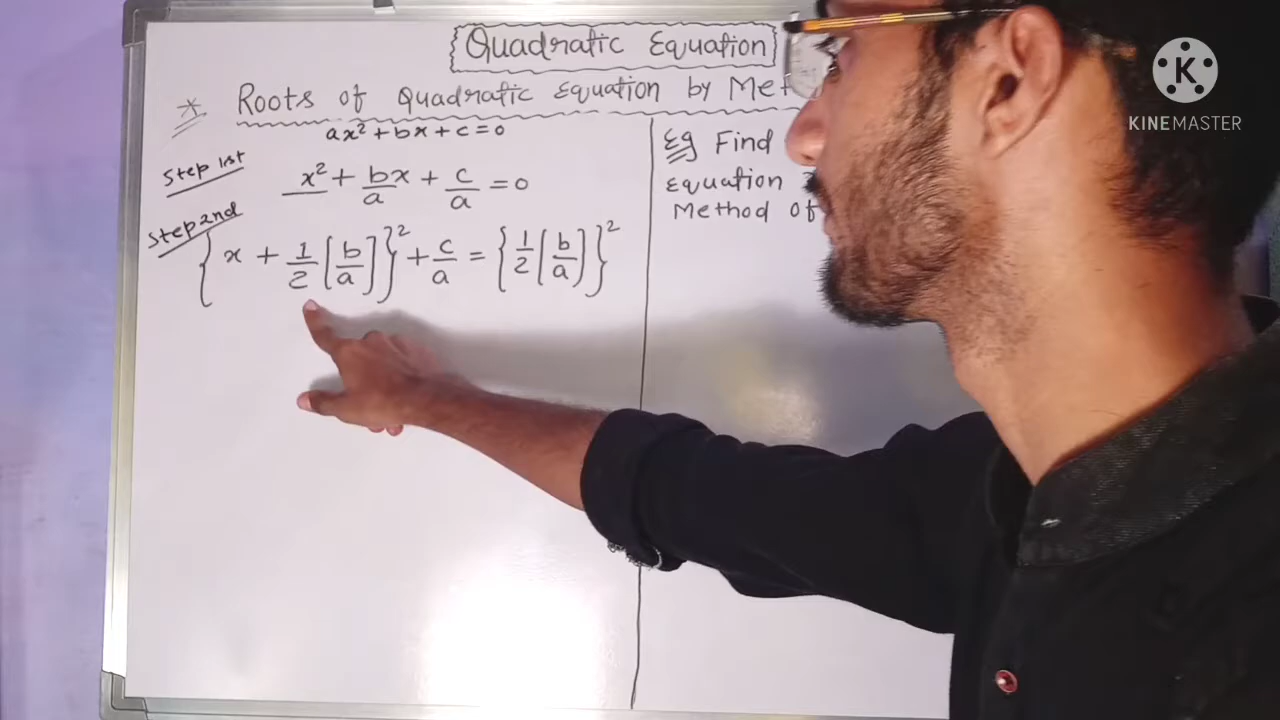 Quadratic Equation
* Roots of Quadratic Equation by Met
ax² + bx + c = 0
Step 1st
x² + b/a x + c/a = 0
Step 2nd
{x + 1/2 [b/a]}² + c/a = {1/2 [b/a]}²
Eg Find
Equation
Method of
K
KINEMASTER